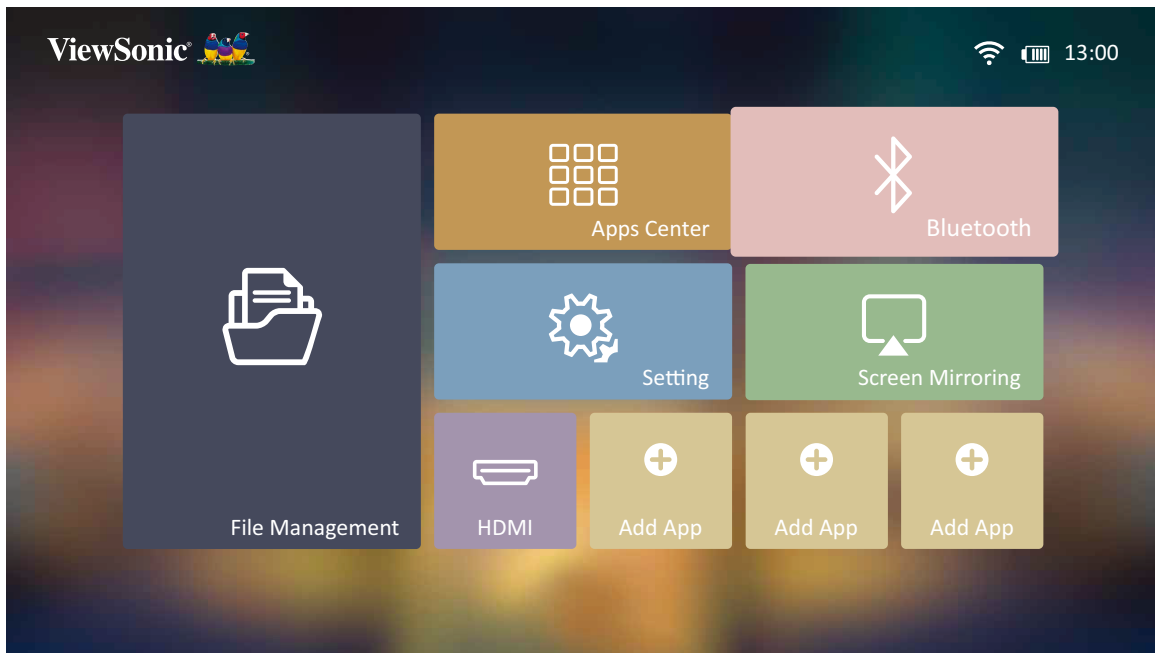 ViewSonic®
13:00
Apps Center
Bluetooth
Setting
Screen Mirroring
File Management
HDMI
Add App
Add App
Add App